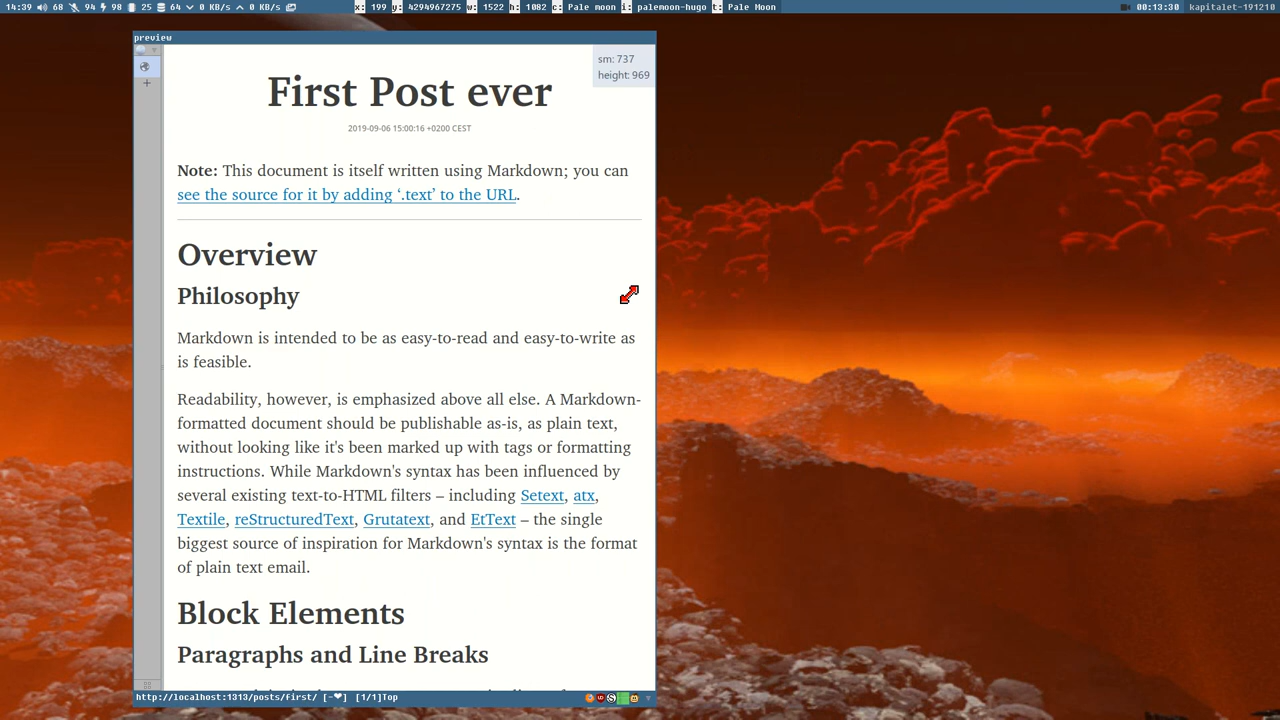 14:39 68 94 98 25 64 0 KB/s 0 KB/s x: 199 y: 4294967275 w: 1522 h: 1082 c: Pale moon i: palemoon-hugo t: Pale Moon 00:13:30 kapitalet-191210
preview
sm: 737
height: 969
First Post ever
2019-09-06 15:00:16 +0200 CEST
Note: This document is itself written using Markdown; you can
see the source for it by adding ‘.text’ to the URL.
Overview
Philosophy
Markdown is intended to be as easy-to-read and easy-to-write as
is feasible.
Readability, however, is emphasized above all else. A Markdown-
formatted document should be publishable as-is, as plain text,
without looking like it's been marked up with tags or formatting
instructions. While Markdown's syntax has been influenced by
several existing text-to-HTML filters – including Setext, atx,
Textile, reStructuredText, Grutatext, and EtText – the single
biggest source of inspiration for Markdown's syntax is the format
of plain text email.
Block Elements
Paragraphs and Line Breaks
http://localhost:1313/posts/first/ [-❤] [1/1]Top